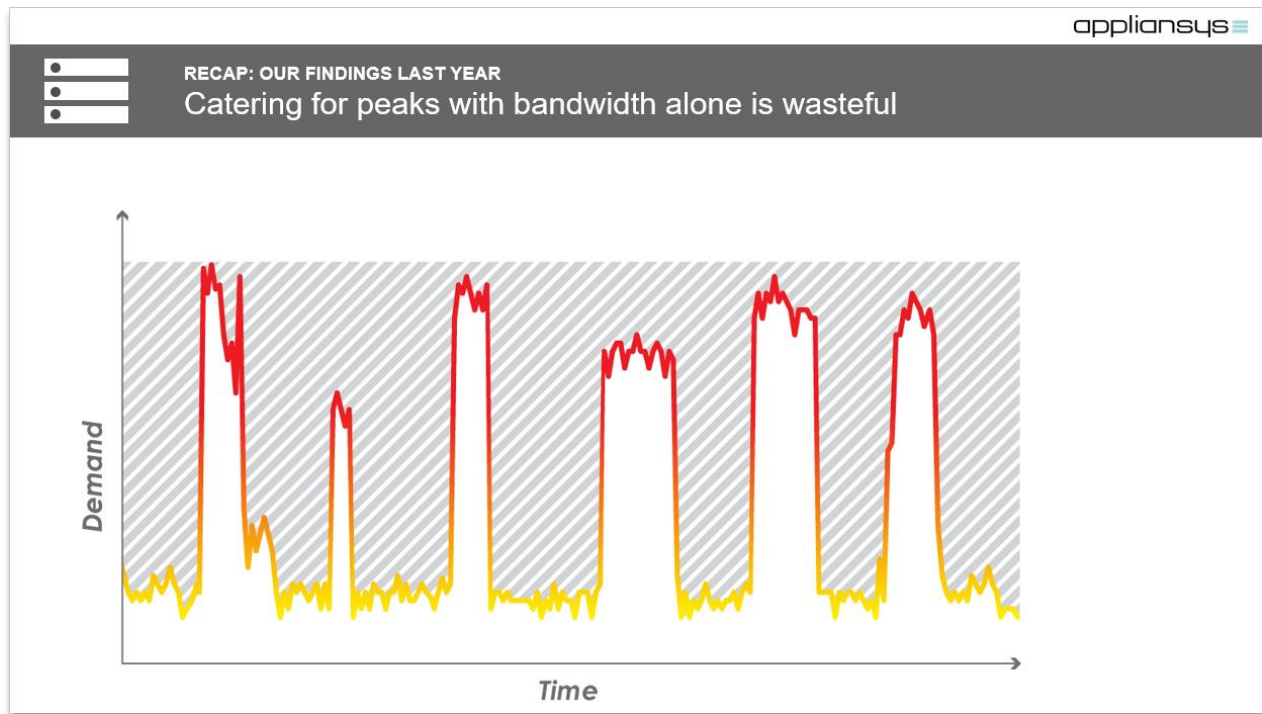 appliansys
RECAP: OUR FINDINGS LAST YEAR
Catering for peaks with bandwidth alone is wasteful
Demand
Time